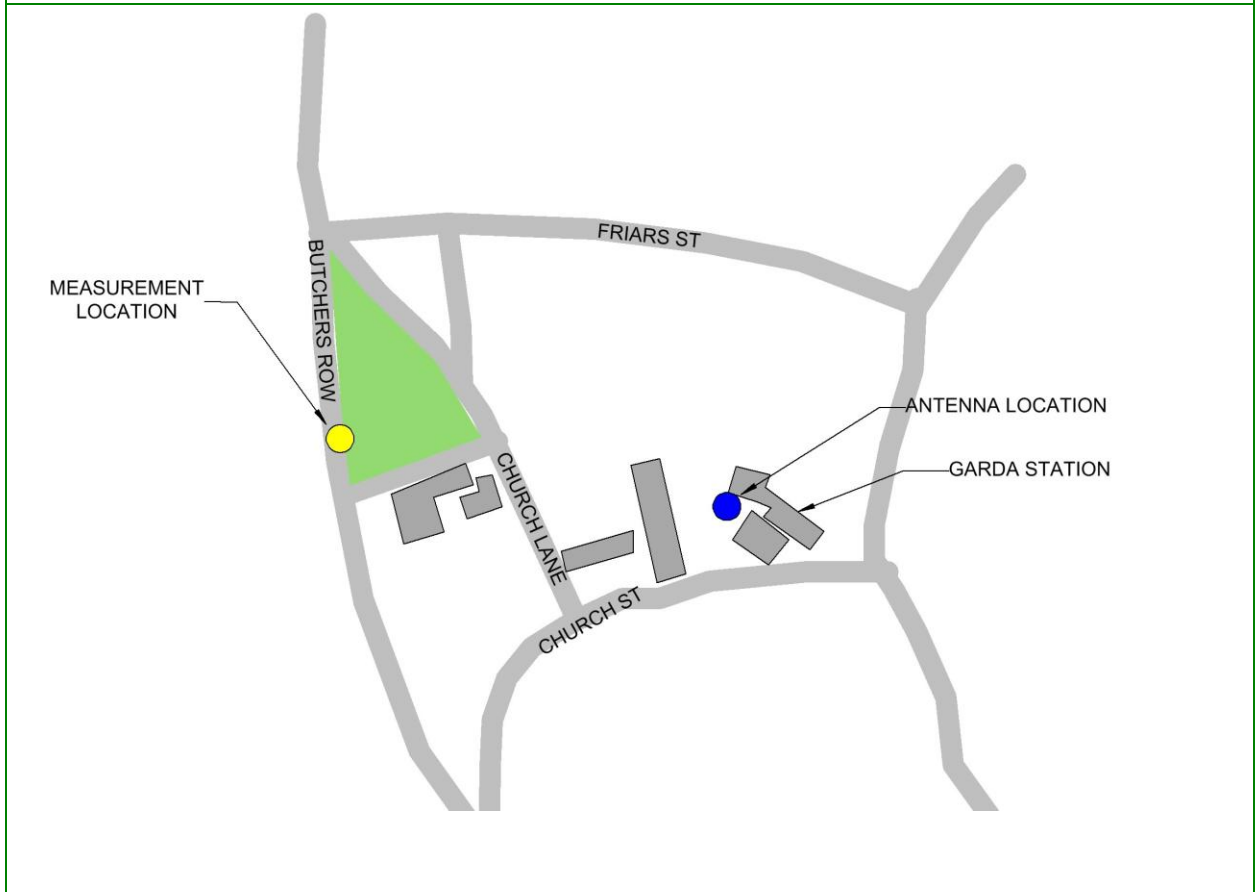 FRIARS ST
BUTCHERS ROW
MEASUREMENT
LOCATION
ANTENNA LOCATION
GARDA STATION
CHURCH LANE
CHURCH ST